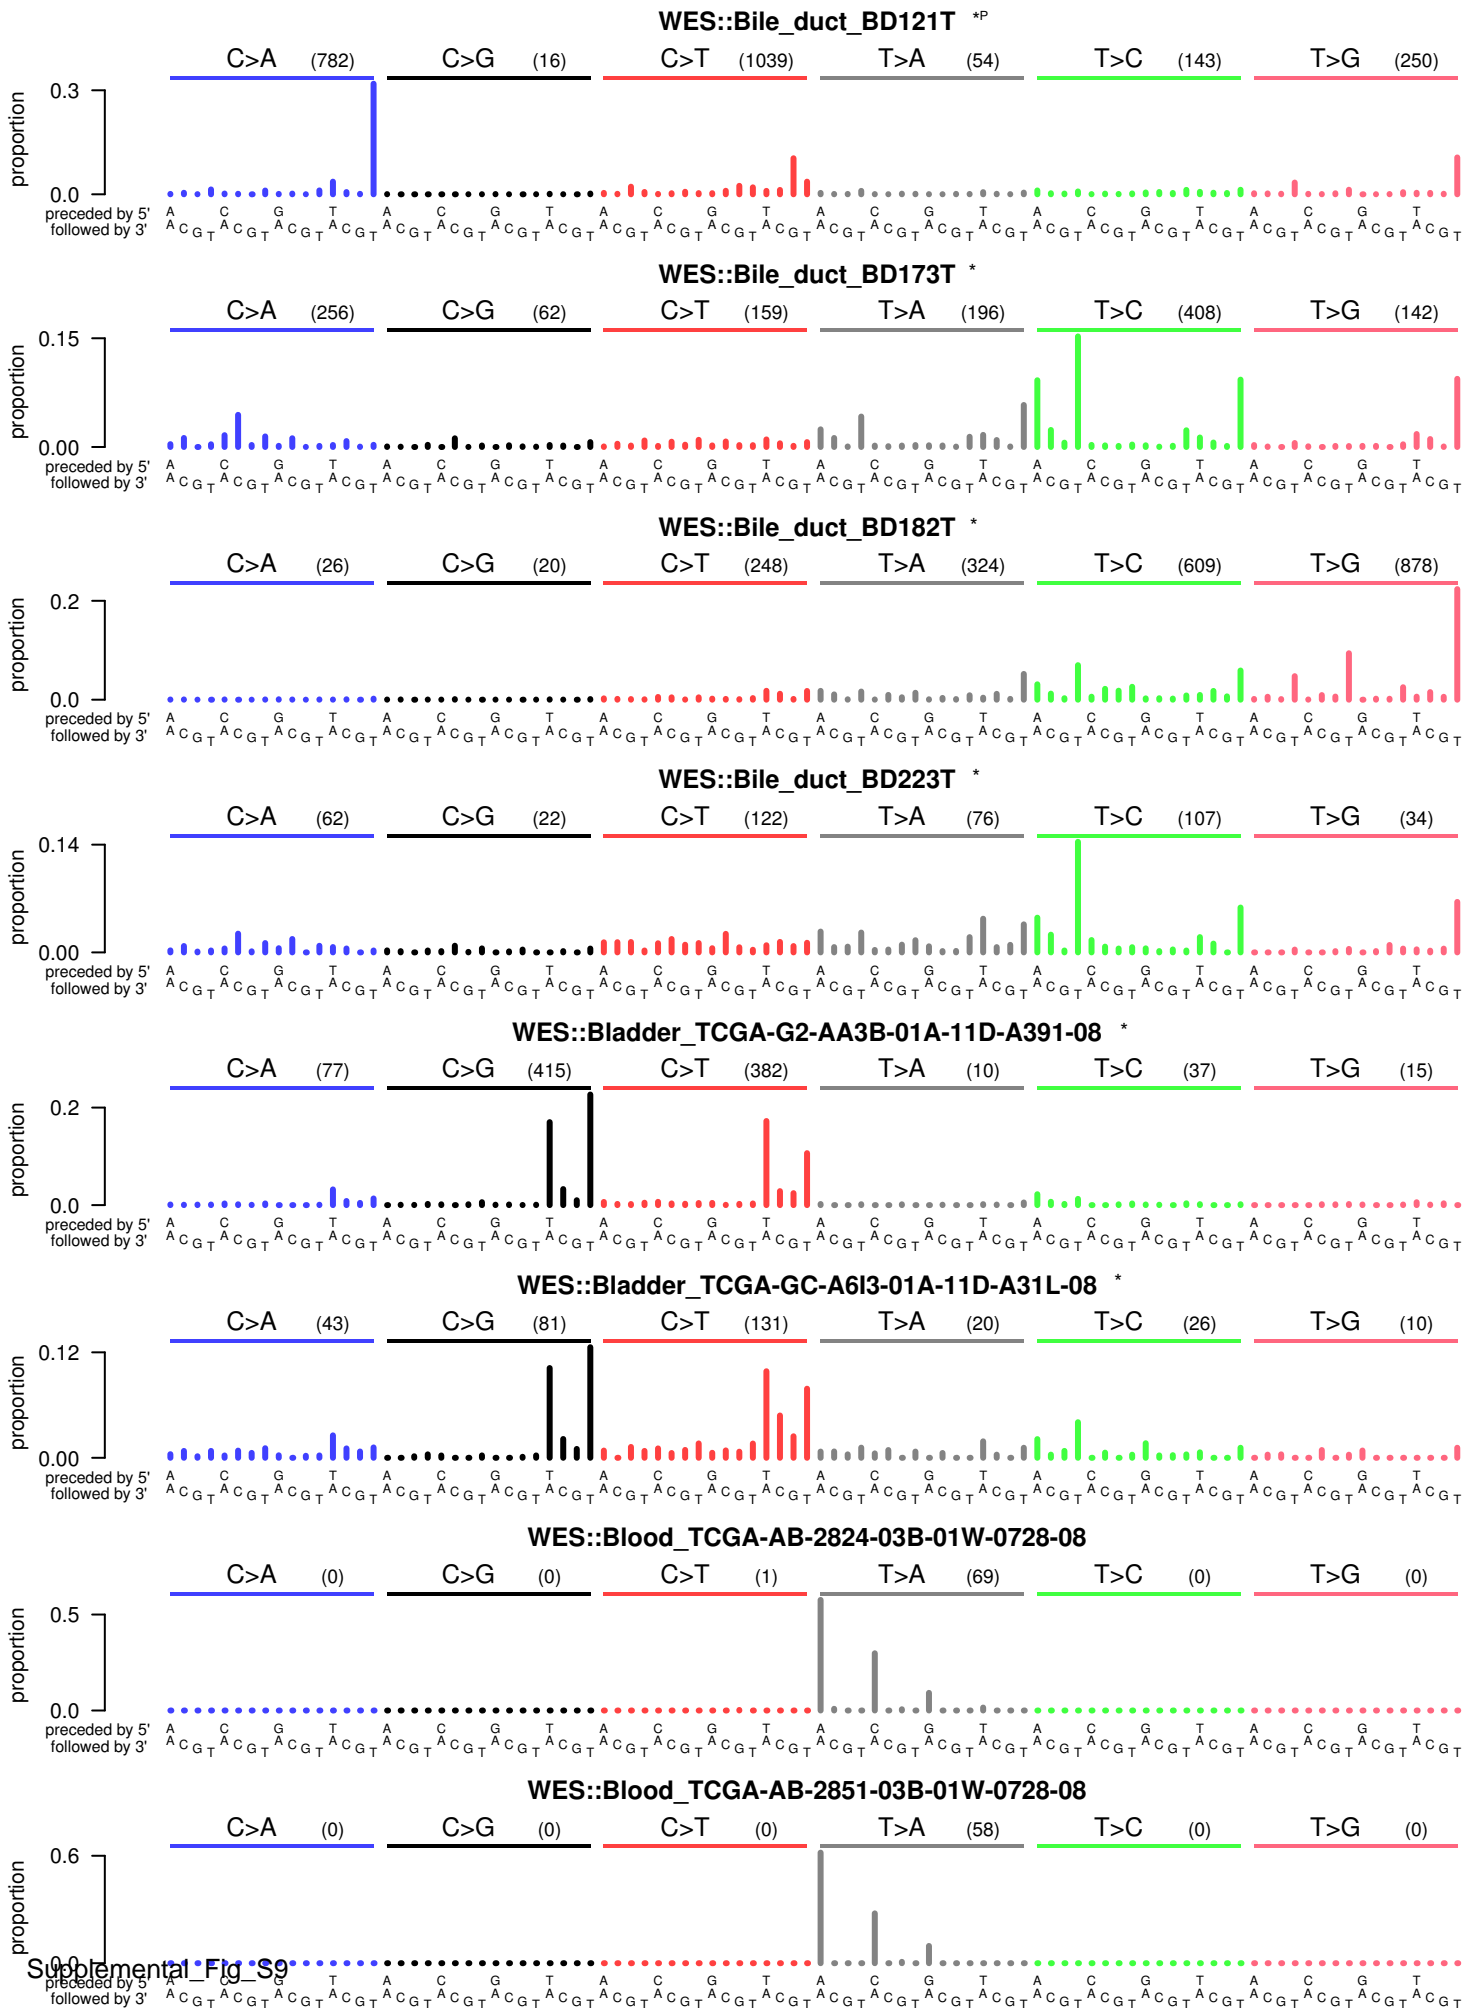 WES::Bile_duct_BD121T *P
C>A (782) C>G (16) C>T (1039) T>A (54) T>C (143) T>G (250)
proportion
0.3
0.0
preceded by 5' A C G T A C G T A C G T A C G T A C G T A C G T
followed by 3' A C G T A C G T A C G T A C G T A C G T A C G T A C G T A C G T A C G T A C G T A C G T A C G T A C G T A C G T A C G T A C G T A C G T A C G T A C G T A C G T A C G T A C G T A C G T A C G T
WES::Bile_duct_BD173T *
C>A (256) C>G (62) C>T (159) T>A (196) T>C (408) T>G (142)
proportion
0.15
0.00
preceded by 5' A C G T A C G T A C G T A C G T A C G T A C G T
followed by 3' A C G T A C G T A C G T A C G T A C G T A C G T A C G T A C G T A C G T A C G T A C G T A C G T A C G T A C G T A C G T A C G T A C G T A C G T A C G T A C G T A C G T A C G T A C G T A C G T
WES::Bile_duct_BD182T *
C>A (26) C>G (20) C>T (248) T>A (324) T>C (609) T>G (878)
proportion
0.2
0.0
preceded by 5' A C G T A C G T A C G T A C G T A C G T A C G T
followed by 3' A C G T A C G T A C G T A C G T A C G T A C G T A C G T A C G T A C G T A C G T A C G T A C G T A C G T A C G T A C G T A C G T A C G T A C G T A C G T A C G T A C G T A C G T A C G T A C G T
WES::Bile_duct_BD223T *
C>A (62) C>G (22) C>T (122) T>A (76) T>C (107) T>G (34)
proportion
0.14
0.00
preceded by 5' A C G T A C G T A C G T A C G T A C G T A C G T
followed by 3' A C G T A C G T A C G T A C G T A C G T A C G T A C G T A C G T A C G T A C G T A C G T A C G T A C G T A C G T A C G T A C G T A C G T A C G T A C G T A C G T A C G T A C G T A C G T A C G T
WES::Bladder_TCGA-G2-AA3B-01A-11D-A391-08 *
C>A (77) C>G (415) C>T (382) T>A (10) T>C (37) T>G (15)
proportion
0.2
0.0
preceded by 5' A C G T A C G T A C G T A C G T A C G T A C G T
followed by 3' A C G T A C G T A C G T A C G T A C G T A C G T A C G T A C G T A C G T A C G T A C G T A C G T A C G T A C G T A C G T A C G T A C G T A C G T A C G T A C G T A C G T A C G T A C G T A C G T
WES::Bladder_TCGA-GC-A6I3-01A-11D-A31L-08 *
C>A (43) C>G (81) C>T (131) T>A (20) T>C (26) T>G (10)
proportion
0.12
0.00
preceded by 5' A C G T A C G T A C G T A C G T A C G T A C G T
followed by 3' A C G T A C G T A C G T A C G T A C G T A C G T A C G T A C G T A C G T A C G T A C G T A C G T A C G T A C G T A C G T A C G T A C G T A C G T A C G T A C G T A C G T A C G T A C G T A C G T
WES::Blood_TCGA-AB-2824-03B-01W-0728-08
C>A (0) C>G (0) C>T (1) T>A (69) T>C (0) T>G (0)
proportion
0.5
0.0
preceded by 5' A C G T A C G T A C G T A C G T A C G T A C G T
followed by 3' A C G T A C G T A C G T A C G T A C G T A C G T A C G T A C G T A C G T A C G T A C G T A C G T A C G T A C G T A C G T A C G T A C G T A C G T A C G T A C G T A C G T A C G T A C G T A C G T
WES::Blood_TCGA-AB-2851-03B-01W-0728-08
C>A (0) C>G (0) C>T (0) T>A (58) T>C (0) T>G (0)
proportion
0.6
0.0
Supplemental_Fig_S9
preceded by 5' A C G T A C G T A C G T A C G T A C G T A C G T
followed by 3' A C G T A C G T A C G T A C G T A C G T A C G T A C G T A C G T A C G T A C G T A C G T A C G T A C G T A C G T A C G T A C G T A C G T A C G T A C G T A C G T A C G T A C G T A C G T A C G T